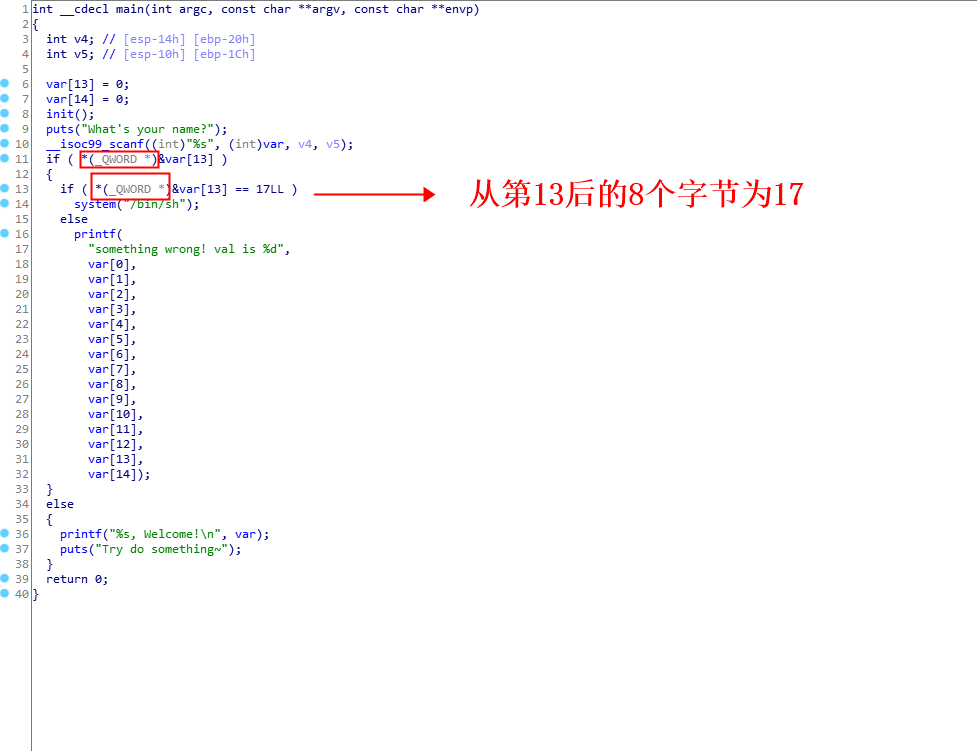 1 int __cdecl main(int argc, const char **argv, const char **envp)
2 {
3 int v4; // [esp-14h] [ebp-20h]
4 int v5; // [esp-10h] [ebp-1Ch]
5
6 var[13] = 0;
7 var[14] = 0;
8 init();
9 puts("What's your name?");
10 __isoc99_scanf((int)"%s", (int)var, v4, v5);
11 if ( *(_QWORD *)&var[13] )
12 {
13 if ( *(_QWORD *)&var[13] == 17LL ) 从第13后的8个字节为17
14 system("/bin/sh");
15 else
16 printf(
17 "something wrong! val is %d",
18 var[0],
19 var[1],
20 var[2],
21 var[3],
22 var[4],
23 var[5],
24 var[6],
25 var[7],
26 var[8],
27 var[9],
28 var[10],
29 var[11],
30 var[12],
31 var[13],
32 var[14]);
33 }
34 else
35 {
36 printf("%s, Welcome!\n", var);
37 puts("Try do something~");
38 }
39 return 0;
40 }